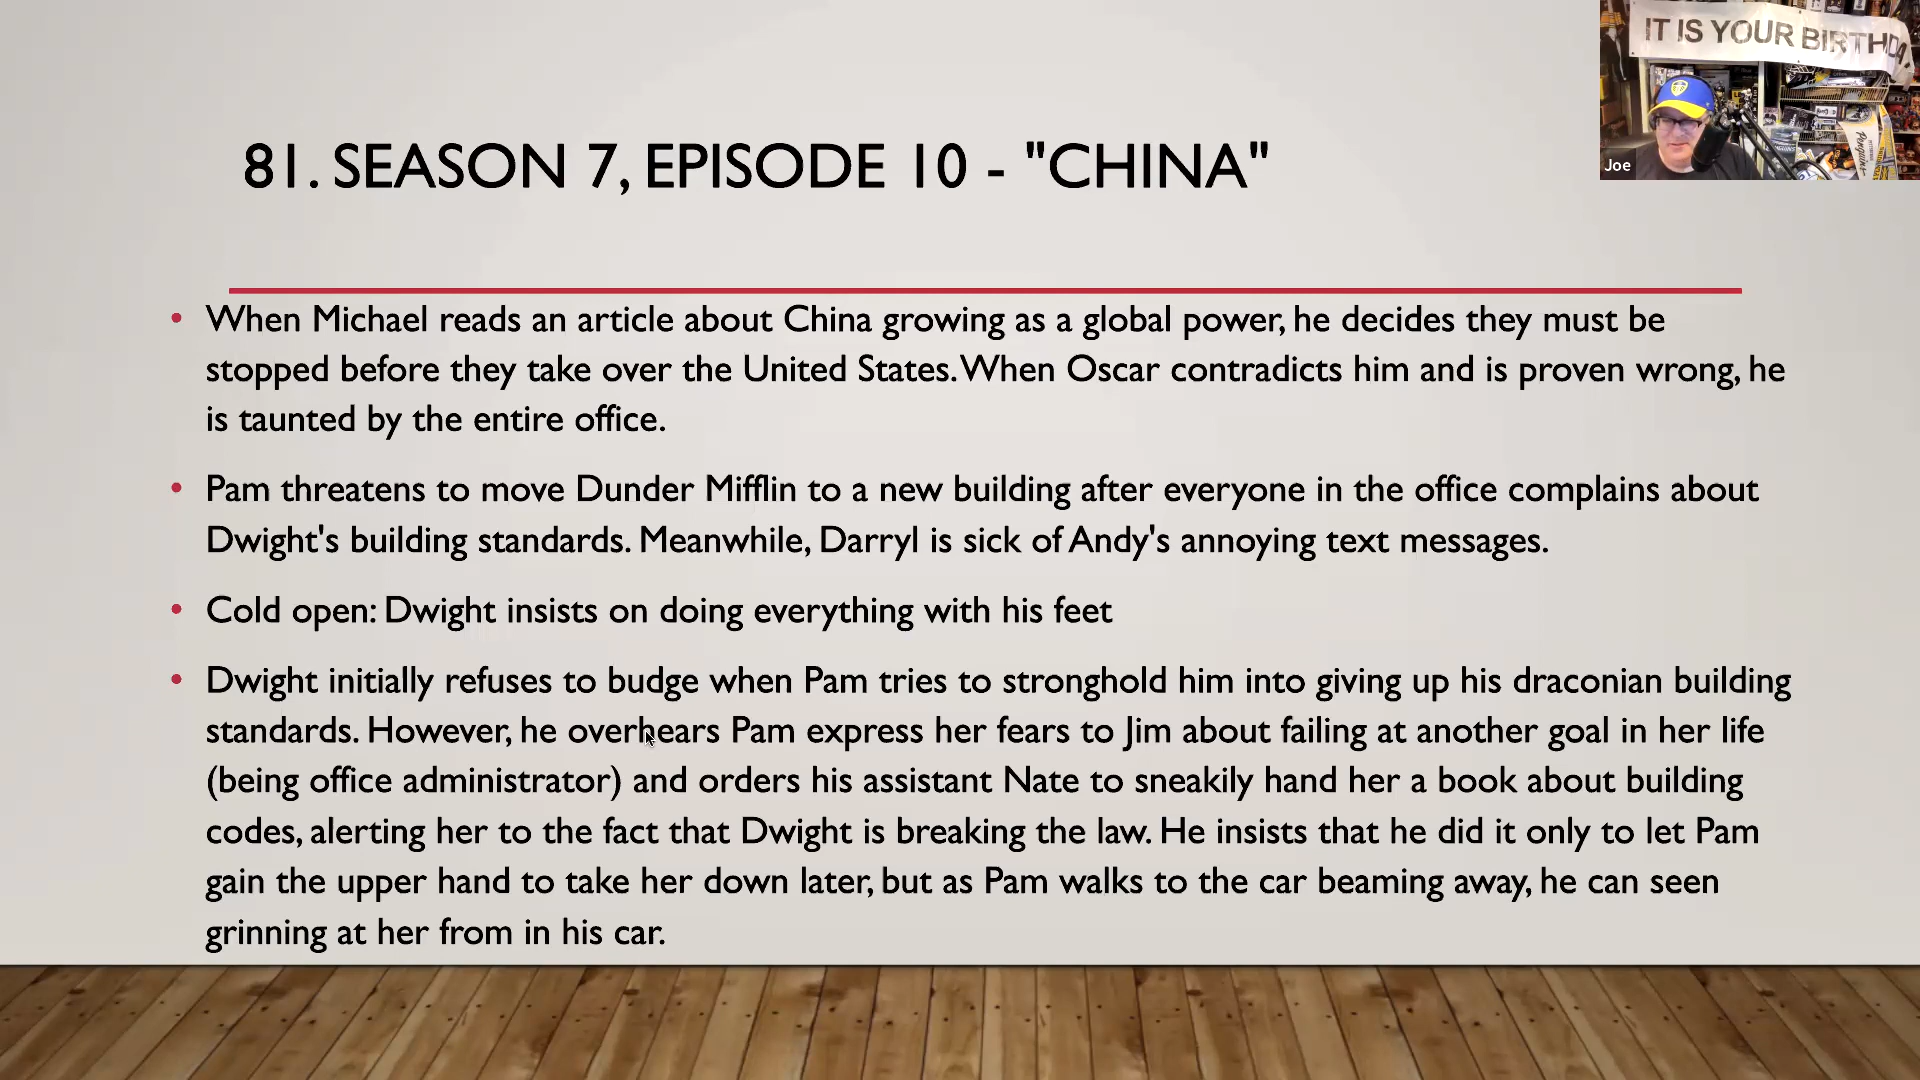 IT IS YOUR BIRTHDA
Joe
81. SEASON 7, EPISODE 10 - "CHINA"
• When Michael reads an article about China growing as a global power, he decides they must be
stopped before they take over the United States. When Oscar contradicts him and is proven wrong, he
is taunted by the entire office.
• Pam threatens to move Dunder Mifflin to a new building after everyone in the office complains about
Dwight's building standards. Meanwhile, Darryl is sick of Andy's annoying text messages.
• Cold open: Dwight insists on doing everything with his feet
• Dwight initially refuses to budge when Pam tries to stronghold him into giving up his draconian building
standards. However, he overhears Pam express her fears to Jim about failing at another goal in her life
(being office administrator) and orders his assistant Nate to sneakily hand her a book about building
codes, alerting her to the fact that Dwight is breaking the law. He insists that he did it only to let Pam
gain the upper hand to take her down later, but as Pam walks to the car beaming away, he can seen
grinning at her from in his car.